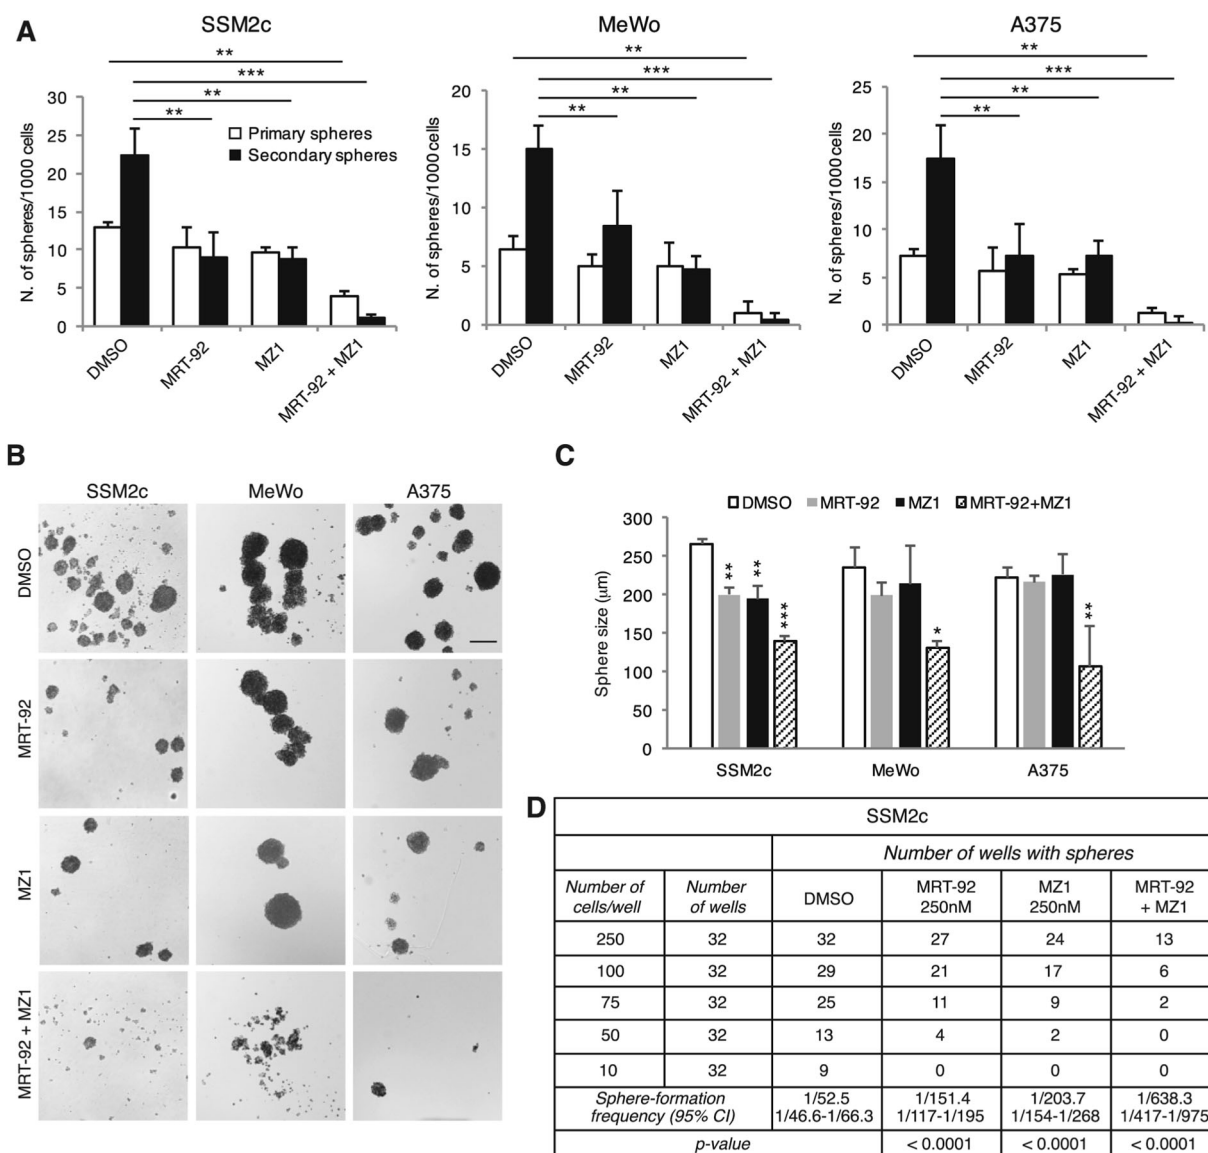 A
SSM2c
MeWo
A375
**
***
**
**
**
***
**
**
**
***
**
**
N. of spheres/1000 cells
30
25
20
15
10
5
0
Primary spheres
Secondary spheres
DMSO
MRT-92
MZ1
MRT-92 + MZ1
N. of spheres/1000 cells
20
15
10
5
0
DMSO
MRT-92
MZ1
MRT-92 + MZ1
N. of spheres/1000 cells
25
20
15
10
5
0
DMSO
MRT-92
MZ1
MRT-92 + MZ1
B
SSM2c
MeWo
A375
DMSO
MRT-92
MZ1
MRT-92 + MZ1
C
DMSO
MRT-92
MZ1
MRT-92+MZ1
Sphere size (µm)
300
250
200
150
100
50
0
**
**
***
*
**
SSM2c
MeWo
A375
D
SSM2c
Number of wells with spheres
Number of cells/well
Number of wells
DMSO
MRT-92 250nM
MZ1 250nM
MRT-92 + MZ1
250 32 32 27 24 13
100 32 29 21 17 6
75 32 25 11 9 2
50 32 13 4 2 0
10 32 9 0 0 0
Sphere-formation frequency (95% CI)
1/52.5 1/46.6-1/66.3
1/151.4 1/117-1/195
1/203.7 1/154-1/268
1/638.3 1/417-1/975
p-value < 0.0001 < 0.0001 < 0.0001